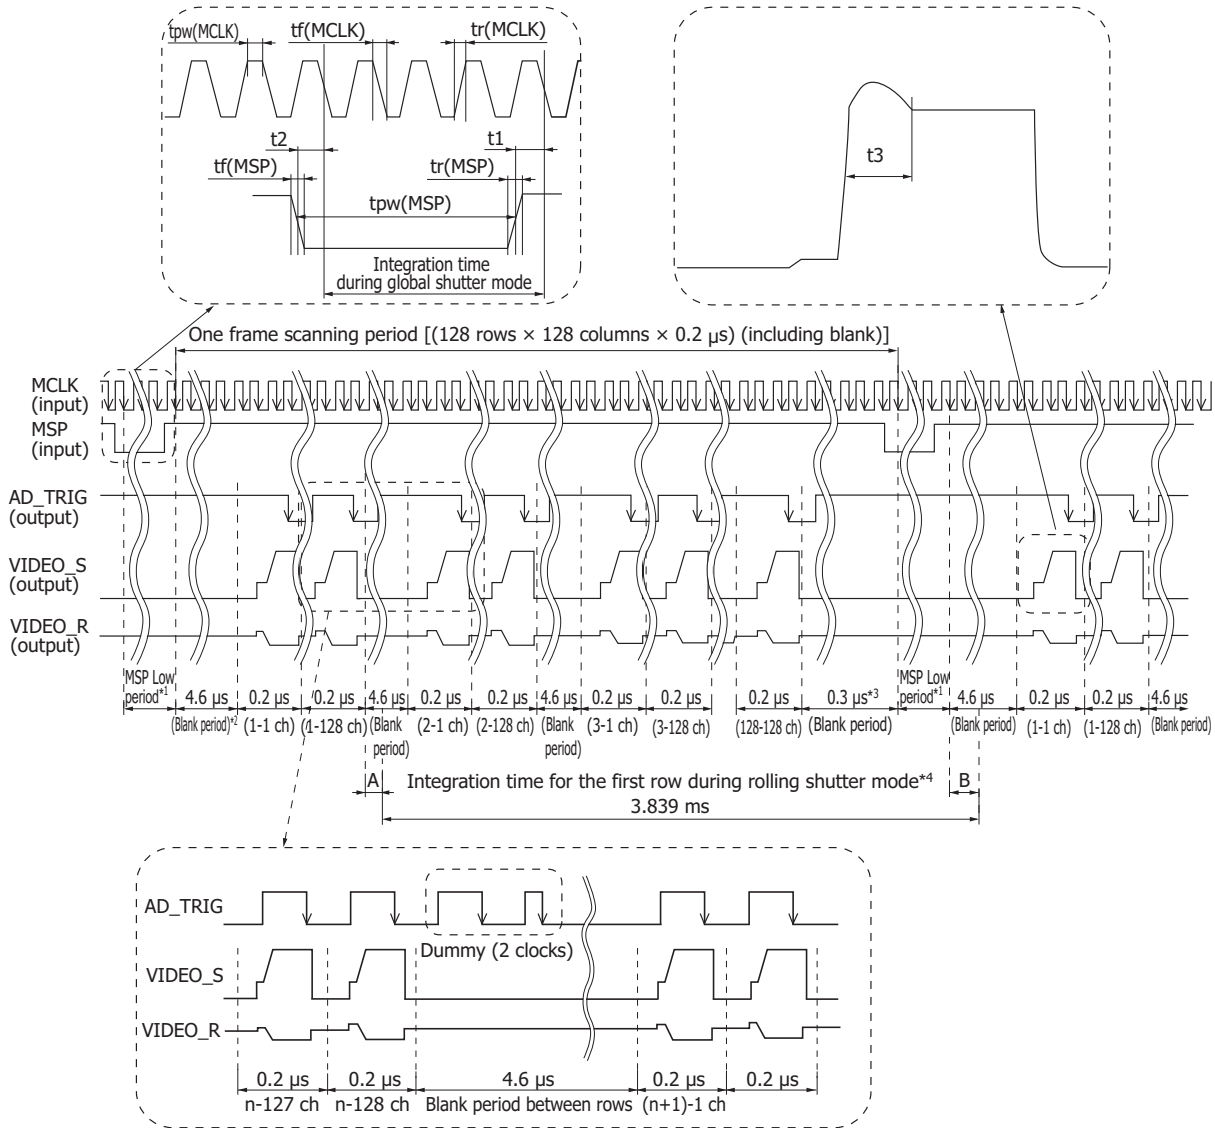 tpw(MCLK)
tf(MCLK)
tr(MCLK)
t2
t1
tf(MSP)
tr(MSP)
tpw(MSP)
Integration time
during global shutter mode
t3
One frame scanning period [(128 rows × 128 columns × 0.2 μs) (including blank)]
MCLK
(input)
MSP
(input)
AD_TRIG
(output)
VIDEO_S
(output)
VIDEO_R
(output)
MSP Low
period*1
4.6 μs
(Blank period)*2
0.2 μs
(1-1 ch)
0.2 μs
(1-128 ch)
4.6 μs
(Blank
period)
0.2 μs
(2-1 ch)
0.2 μs
(2-128 ch)
4.6 μs
(Blank
period)
0.2 μs
(3-1 ch)
0.2 μs
(3-128 ch)
0.2 μs
(128-128 ch)
0.3 μs*3
(Blank period)
MSP Low
period*1
4.6 μs
(Blank period)
0.2 μs
(1-1 ch)
0.2 μs
(1-128 ch)
4.6 μs
(Blank period)
A
Integration time for the first row during rolling shutter mode*4
B
3.839 ms
AD_TRIG
Dummy (2 clocks)
VIDEO_S
VIDEO_R
0.2 μs
0.2 μs
4.6 μs
0.2 μs
0.2 μs
n-127 ch
n-128 ch
Blank period between rows
(n+1)-1 ch